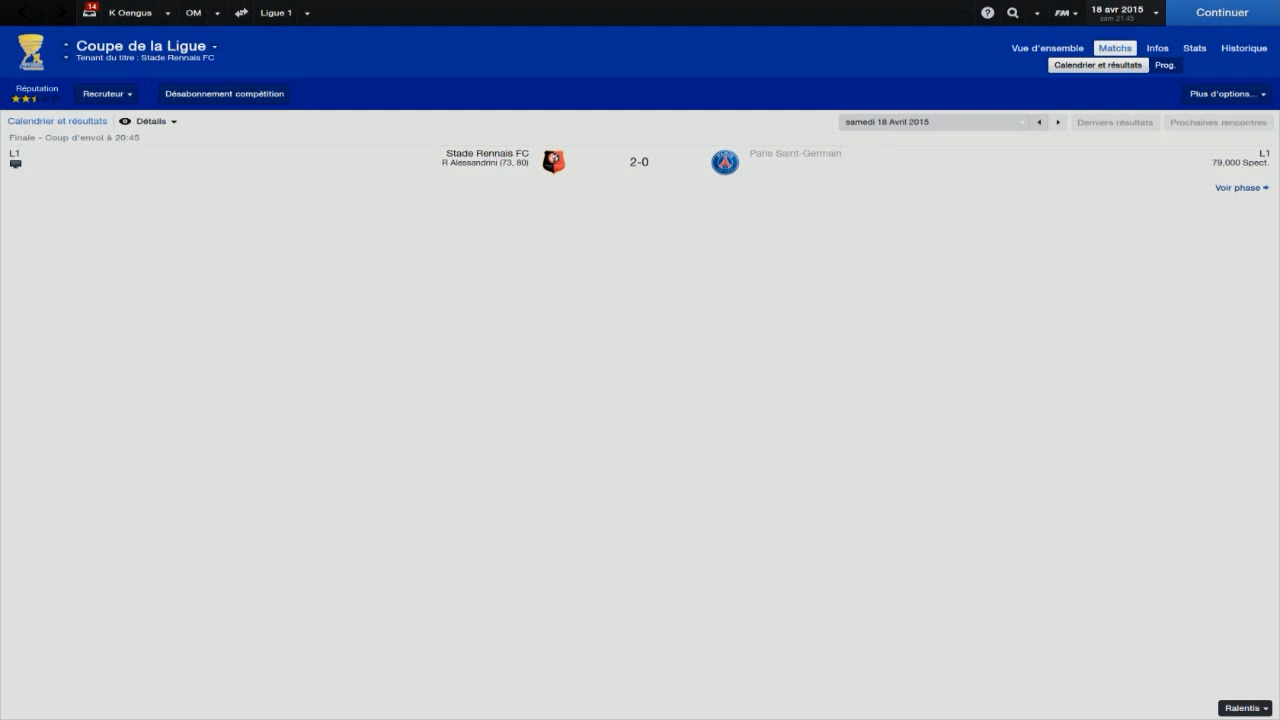 14
K Oengus OM Ligue 1 FM 18 avr 2015 Continuer
sam 21:45
Coupe de la Ligue
Tenant du titre : Stade Rennais FC
Vue d'ensemble Matchs Infos Stats Historique
Calendrier et résultats Prog.
Réputation
Recruteur Désabonnement compétition Plus d'options...
Calendrier et résultats Détails samedi 18 Avril 2015 Derniers résultats Prochaines rencontres
Finale - Coup d'envoi à 20:45
L1 Stade Rennais FC 2-0 Paris Saint-Germain L1
R Alessandrini (73, 80) 79,000 Spect.
Voir phase
Ralentis